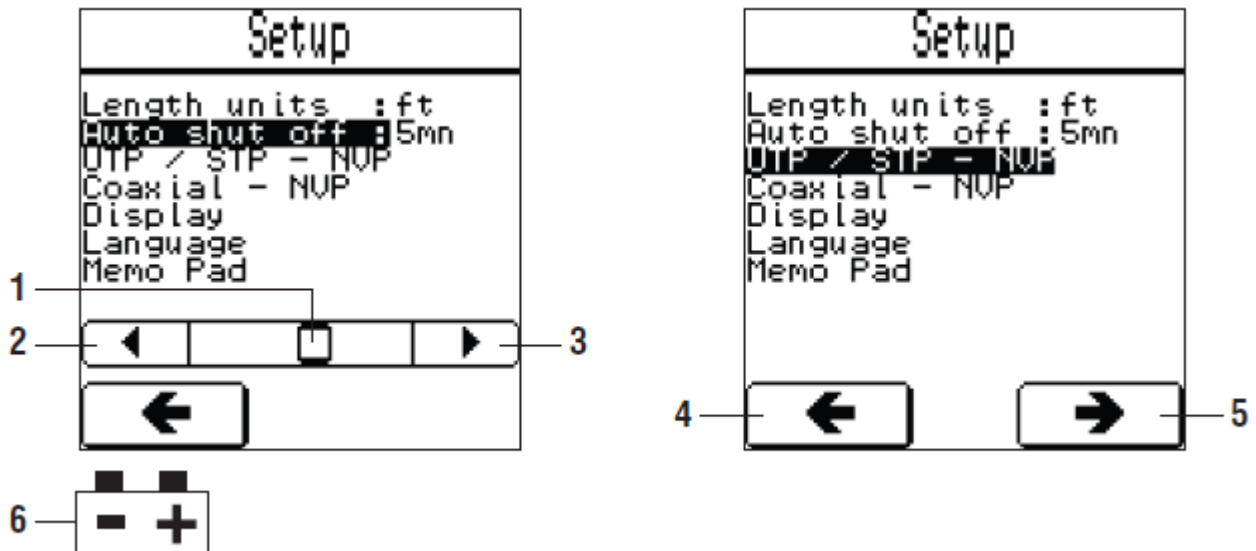 Setup
Length units :ft
Auto shut off :5mn
UTP / STP - NVP
Coaxial - NVP
Display
Language
Memo Pad
1
2
3
6
- +
Setup
Length units :ft
Auto shut off :5mn
UTP / STP - NVP
Coaxial - NVP
Display
Language
Memo Pad
4
5